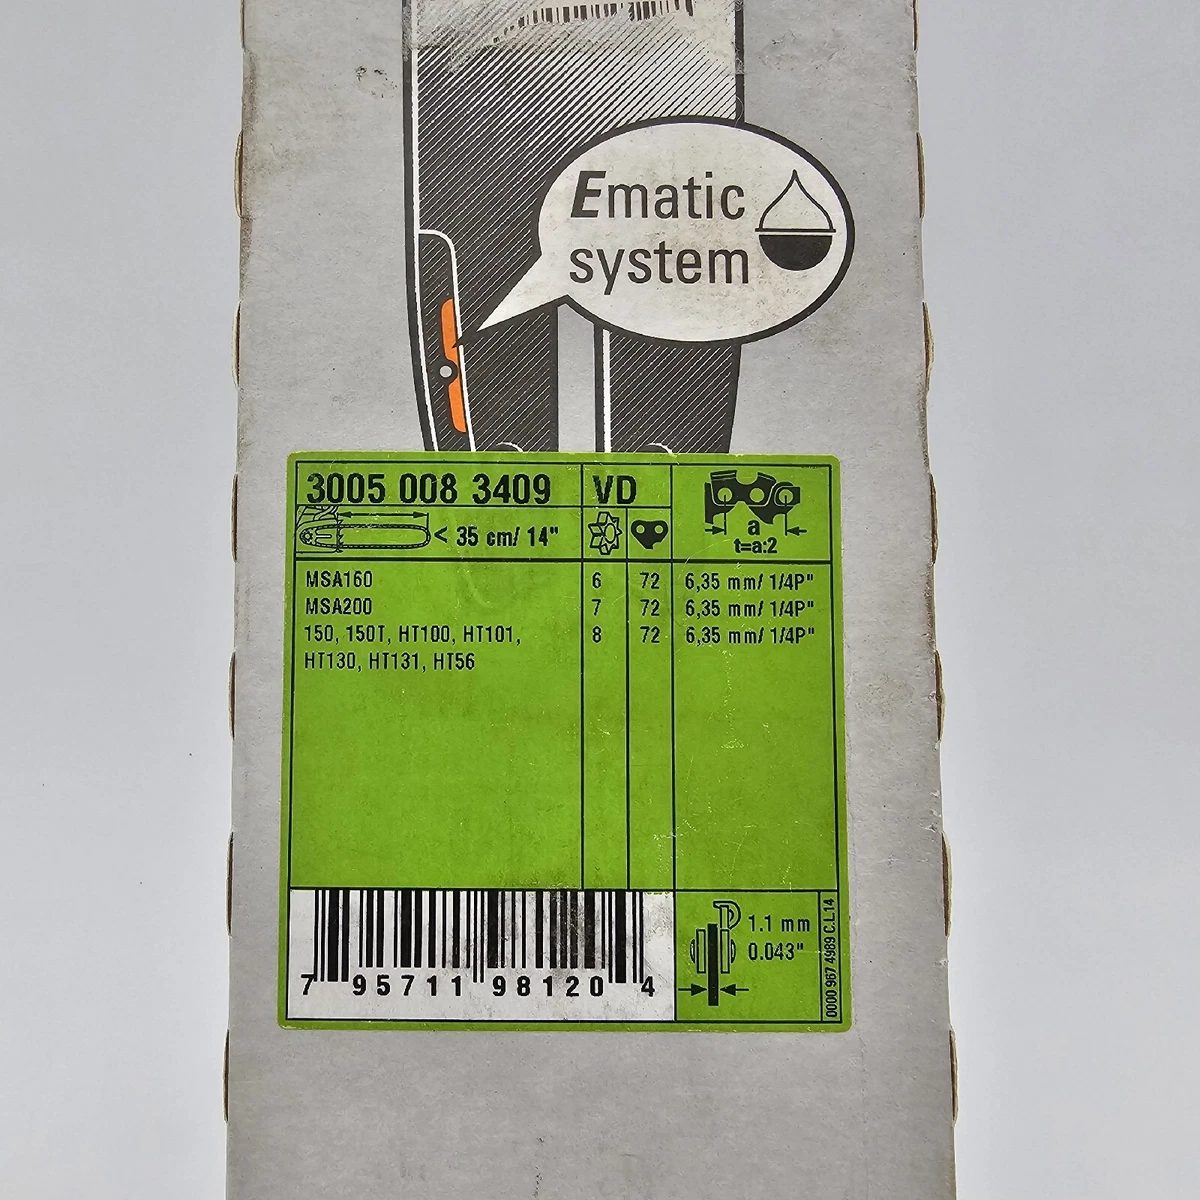 Ematic
system
3005 008 3409 VD
a
t=a:2
< 35 cm/ 14"
MSA160 6 72 6,35 mm/ 1/4P"
MSA200 7 72 6,35 mm/ 1/4P"
150, 150T, HT100, HT101, 8 72 6,35 mm/ 1/4P"
HT130, HT131, HT56
7 95711 98120 4
1.1 mm
0.043"
0000 967 4989 C.L.14